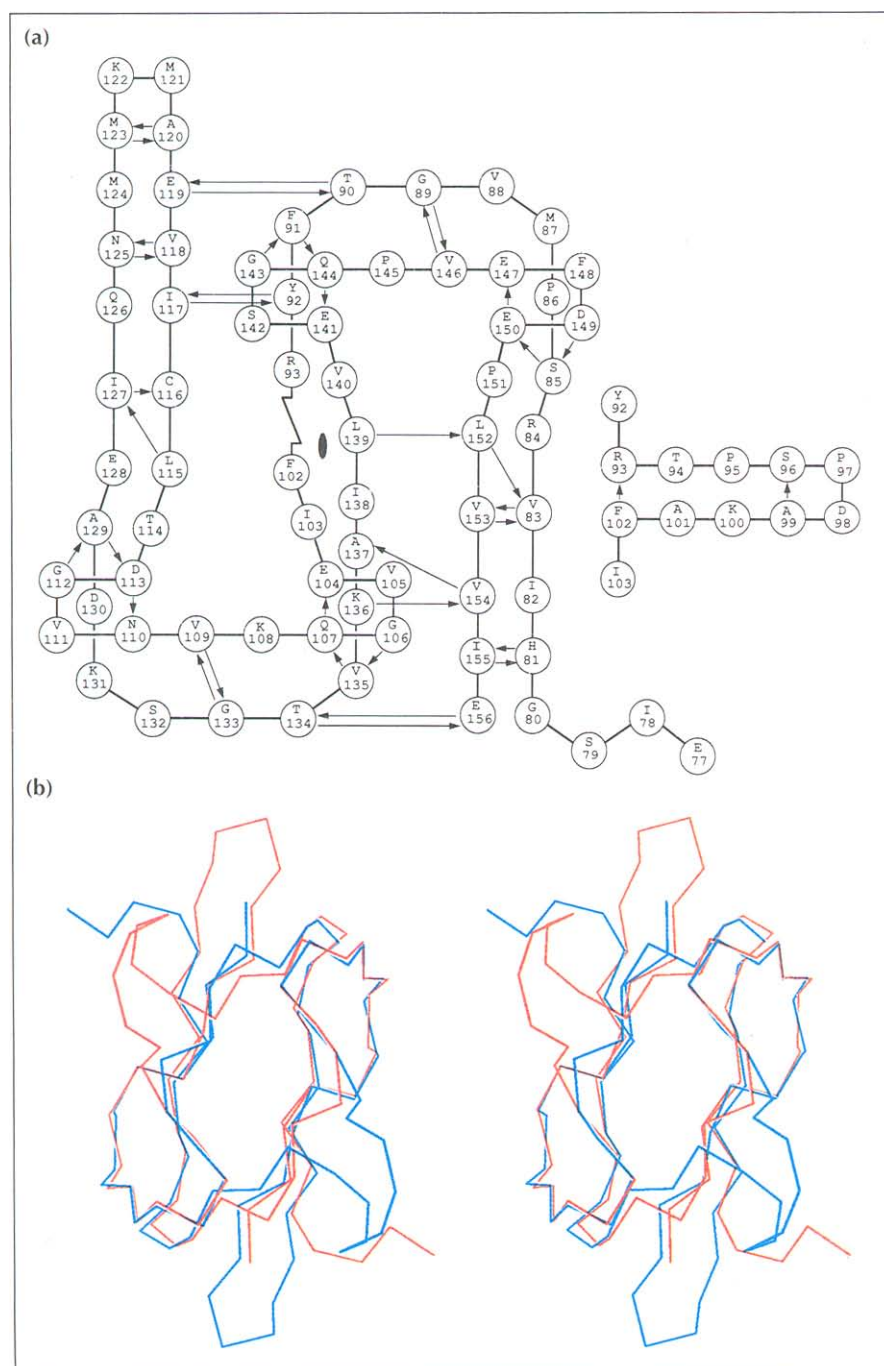 (a)
K 122
M 121
M 123
A 120
M 124
E 119
T 90
G 89
V 88
N 125
V 118
F 91
M 87
G 143
Q 144
P 145
V 146
E 147
F 148
Q 126
I 117
Y 92
P 86
S 142
E 141
E 150
D 149
I 127
C 116
R 93
V 140
P 151
S 85
Y 92
L 139
L 152
R 84
E 128
L 115
F 102
R 93
T 94
P 95
S 96
P 97
I 138
V 153
V 83
A 129
T 114
I 103
F 102
A 101
K 100
A 99
D 98
A 137
G 112
D 113
E 104
V 105
I 103
D 130
K 136
V 154
I 82
V 111
N 110
V 109
K 108
Q 107
G 106
I 155
H 81
K 131
V 135
S 132
G 133
T 134
E 156
G 80
I 78
S 79
E 77
(b)